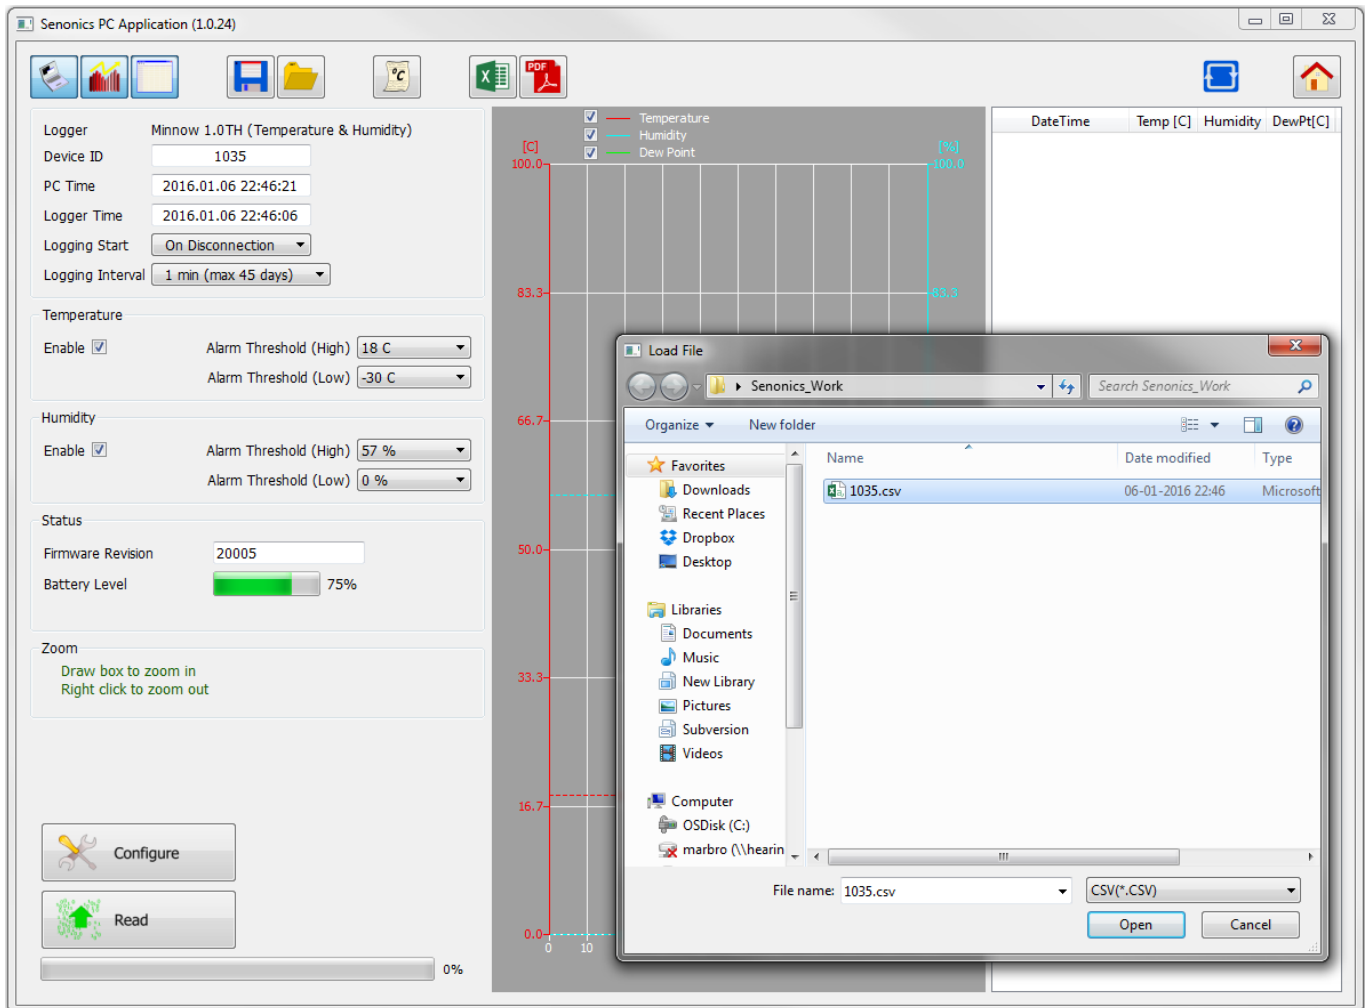 Senonics PC Application (1.0.24)
°C
X
PDF
Logger Minnow 1.0TH (Temperature & Humidity)
Device ID 1035
PC Time 2016.01.06 22:46:21
Logger Time 2016.01.06 22:46:06
Logging Start On Disconnection
Logging Interval 1 min (max 45 days)
Temperature
Enable Alarm Threshold (High) 18 C
Alarm Threshold (Low) -30 C
Humidity
Enable Alarm Threshold (High) 57 %
Alarm Threshold (Low) 0 %
Status
Firmware Revision 20005
Battery Level 75%
Zoom
Draw box to zoom in
Right click to zoom out
Configure
Read
0%
Temperature
Humidity
Dew Point
[C] [%]
100.0 100.0
83.3 83.3
66.7
50.0
33.3
16.7
0.0
0 10
DateTime Temp [C] Humidity DewPt[C]
Load File
Senonics_Work Search Senonics_Work
Organize New folder
Favorites
Downloads
Recent Places
Dropbox
Desktop
Libraries
Documents
Music
New Library
Pictures
Subversion
Videos
Computer
OSDisk (C:)
marbro (\\hearin
Name Date modified Type
1035.csv 06-01-2016 22:46 Microsoft
File name: 1035.csv CSV(*.CSV)
Open Cancel